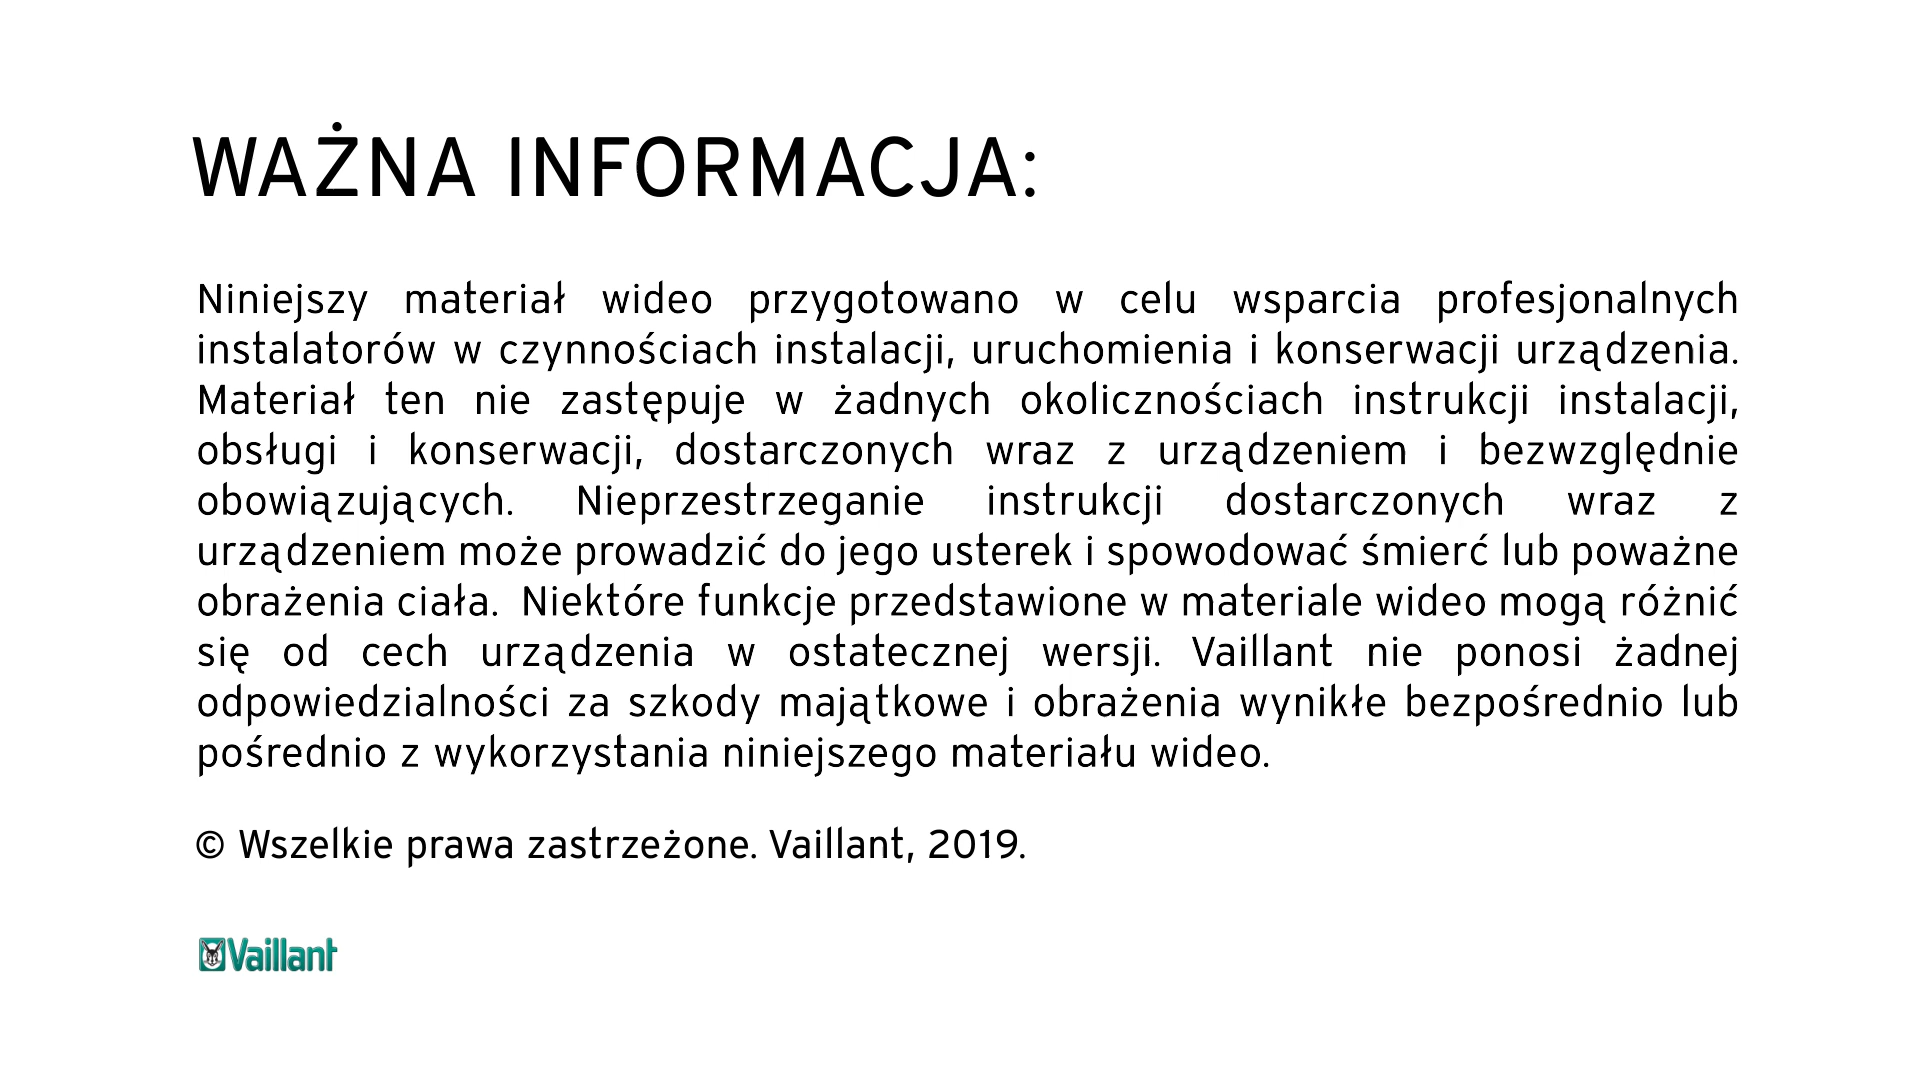 WAŻNA INFORMACJA:
Niniejszy materiał wideo przygotowano w celu wsparcia profesjonalnych
instalatorów w czynnościach instalacji, uruchomienia i konserwacji urządzenia.
Materiał ten nie zastępuje w żadnych okolicznościach instrukcji instalacji,
obsługi i konserwacji, dostarczonych wraz z urządzeniem i bezwzględnie
obowiązujących. Nieprzestrzeganie instrukcji dostarczonych wraz z
urządzeniem może prowadzić do jego usterek i spowodować śmierć lub poważne
obrażenia ciała. Niektóre funkcje przedstawione w materiale wideo mogą różnić
się od cech urządzenia w ostatecznej wersji. Vaillant nie ponosi żadnej
odpowiedzialności za szkody majątkowe i obrażenia wynikłe bezpośrednio lub
pośrednio z wykorzystania niniejszego materiału wideo.
© Wszelkie prawa zastrzeżone. Vaillant, 2019.
Vaillant